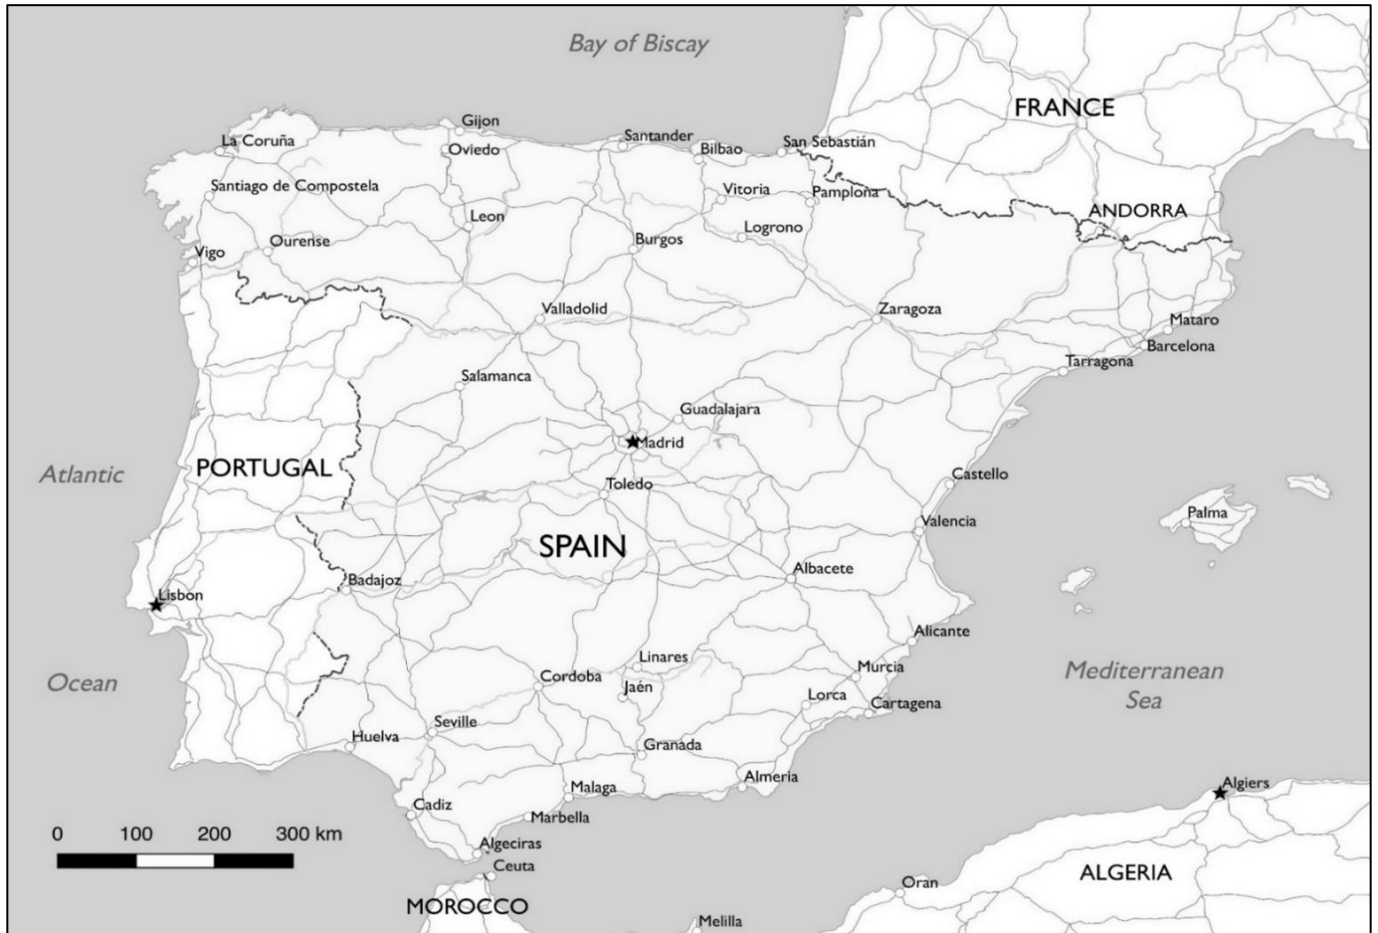 Bay of Biscay
FRANCE
Gijon
La Coruña
Santander
San Sebastián
Oviedo
Bilbao
Santiago de Compostela
Vitoria
Pamplona
ANDORRA
Leon
Logrono
Ourense
Burgos
Vigo
Valladolid
Zaragoza
Mataro
Barcelona
Tarragona
Salamanca
Guadalajara
Madrid
PORTUGAL
Atlantic
Castello
Toledo
Palma
Valencia
SPAIN
Albacete
Badajoz
Lisbon
Alicante
Linares
Murcia
Mediterranean
Sea
Cordoba
Ocean
Jaén
Lorca
Cartagena
Seville
Huelva
Granada
Almeria
Algiers
Malaga
Cadiz
Marbella
0 100 200 300 km
Algeciras
Ceuta
ALGERIA
Oran
MOROCCO
Melilla